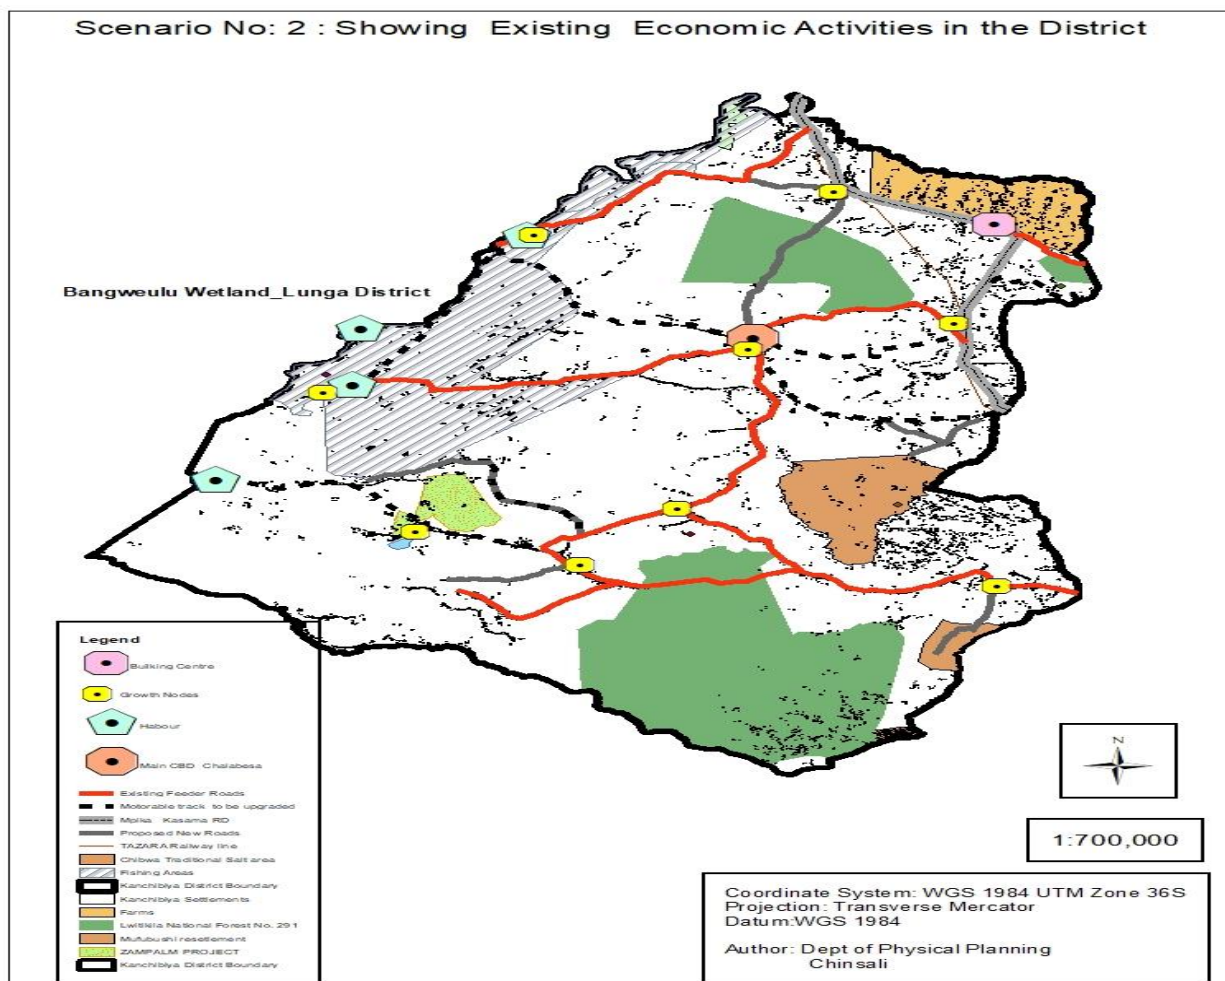 Scenario No: 2 : Showing Existing Economic Activities in the District
Bangweulu Wetland_Lunga District
Legend
Bulking Centre
Growth Nodes
Habour
Main CBD Chalabesa
Existing Feeder Roads
Motorable track to be upgraded
Mpika Kasama RD
Proposed New Roads
TAZARA Railway line
Chibwa Traditional Salt area
Fishing Areas
Kanchibiya District Boundary
Kanchibiya Settlements
Farms
Lwitikila National Forest No. 291
Mufubushi resetlement
ZAMPALM PROJECT
Kanchibiya District Boundary
N
1:700,000
Coordinate System: WGS 1984 UTM Zone 36S
Projection: Transverse Mercator
Datum:WGS 1984
Author: Dept of Physical Planning
Chinsali